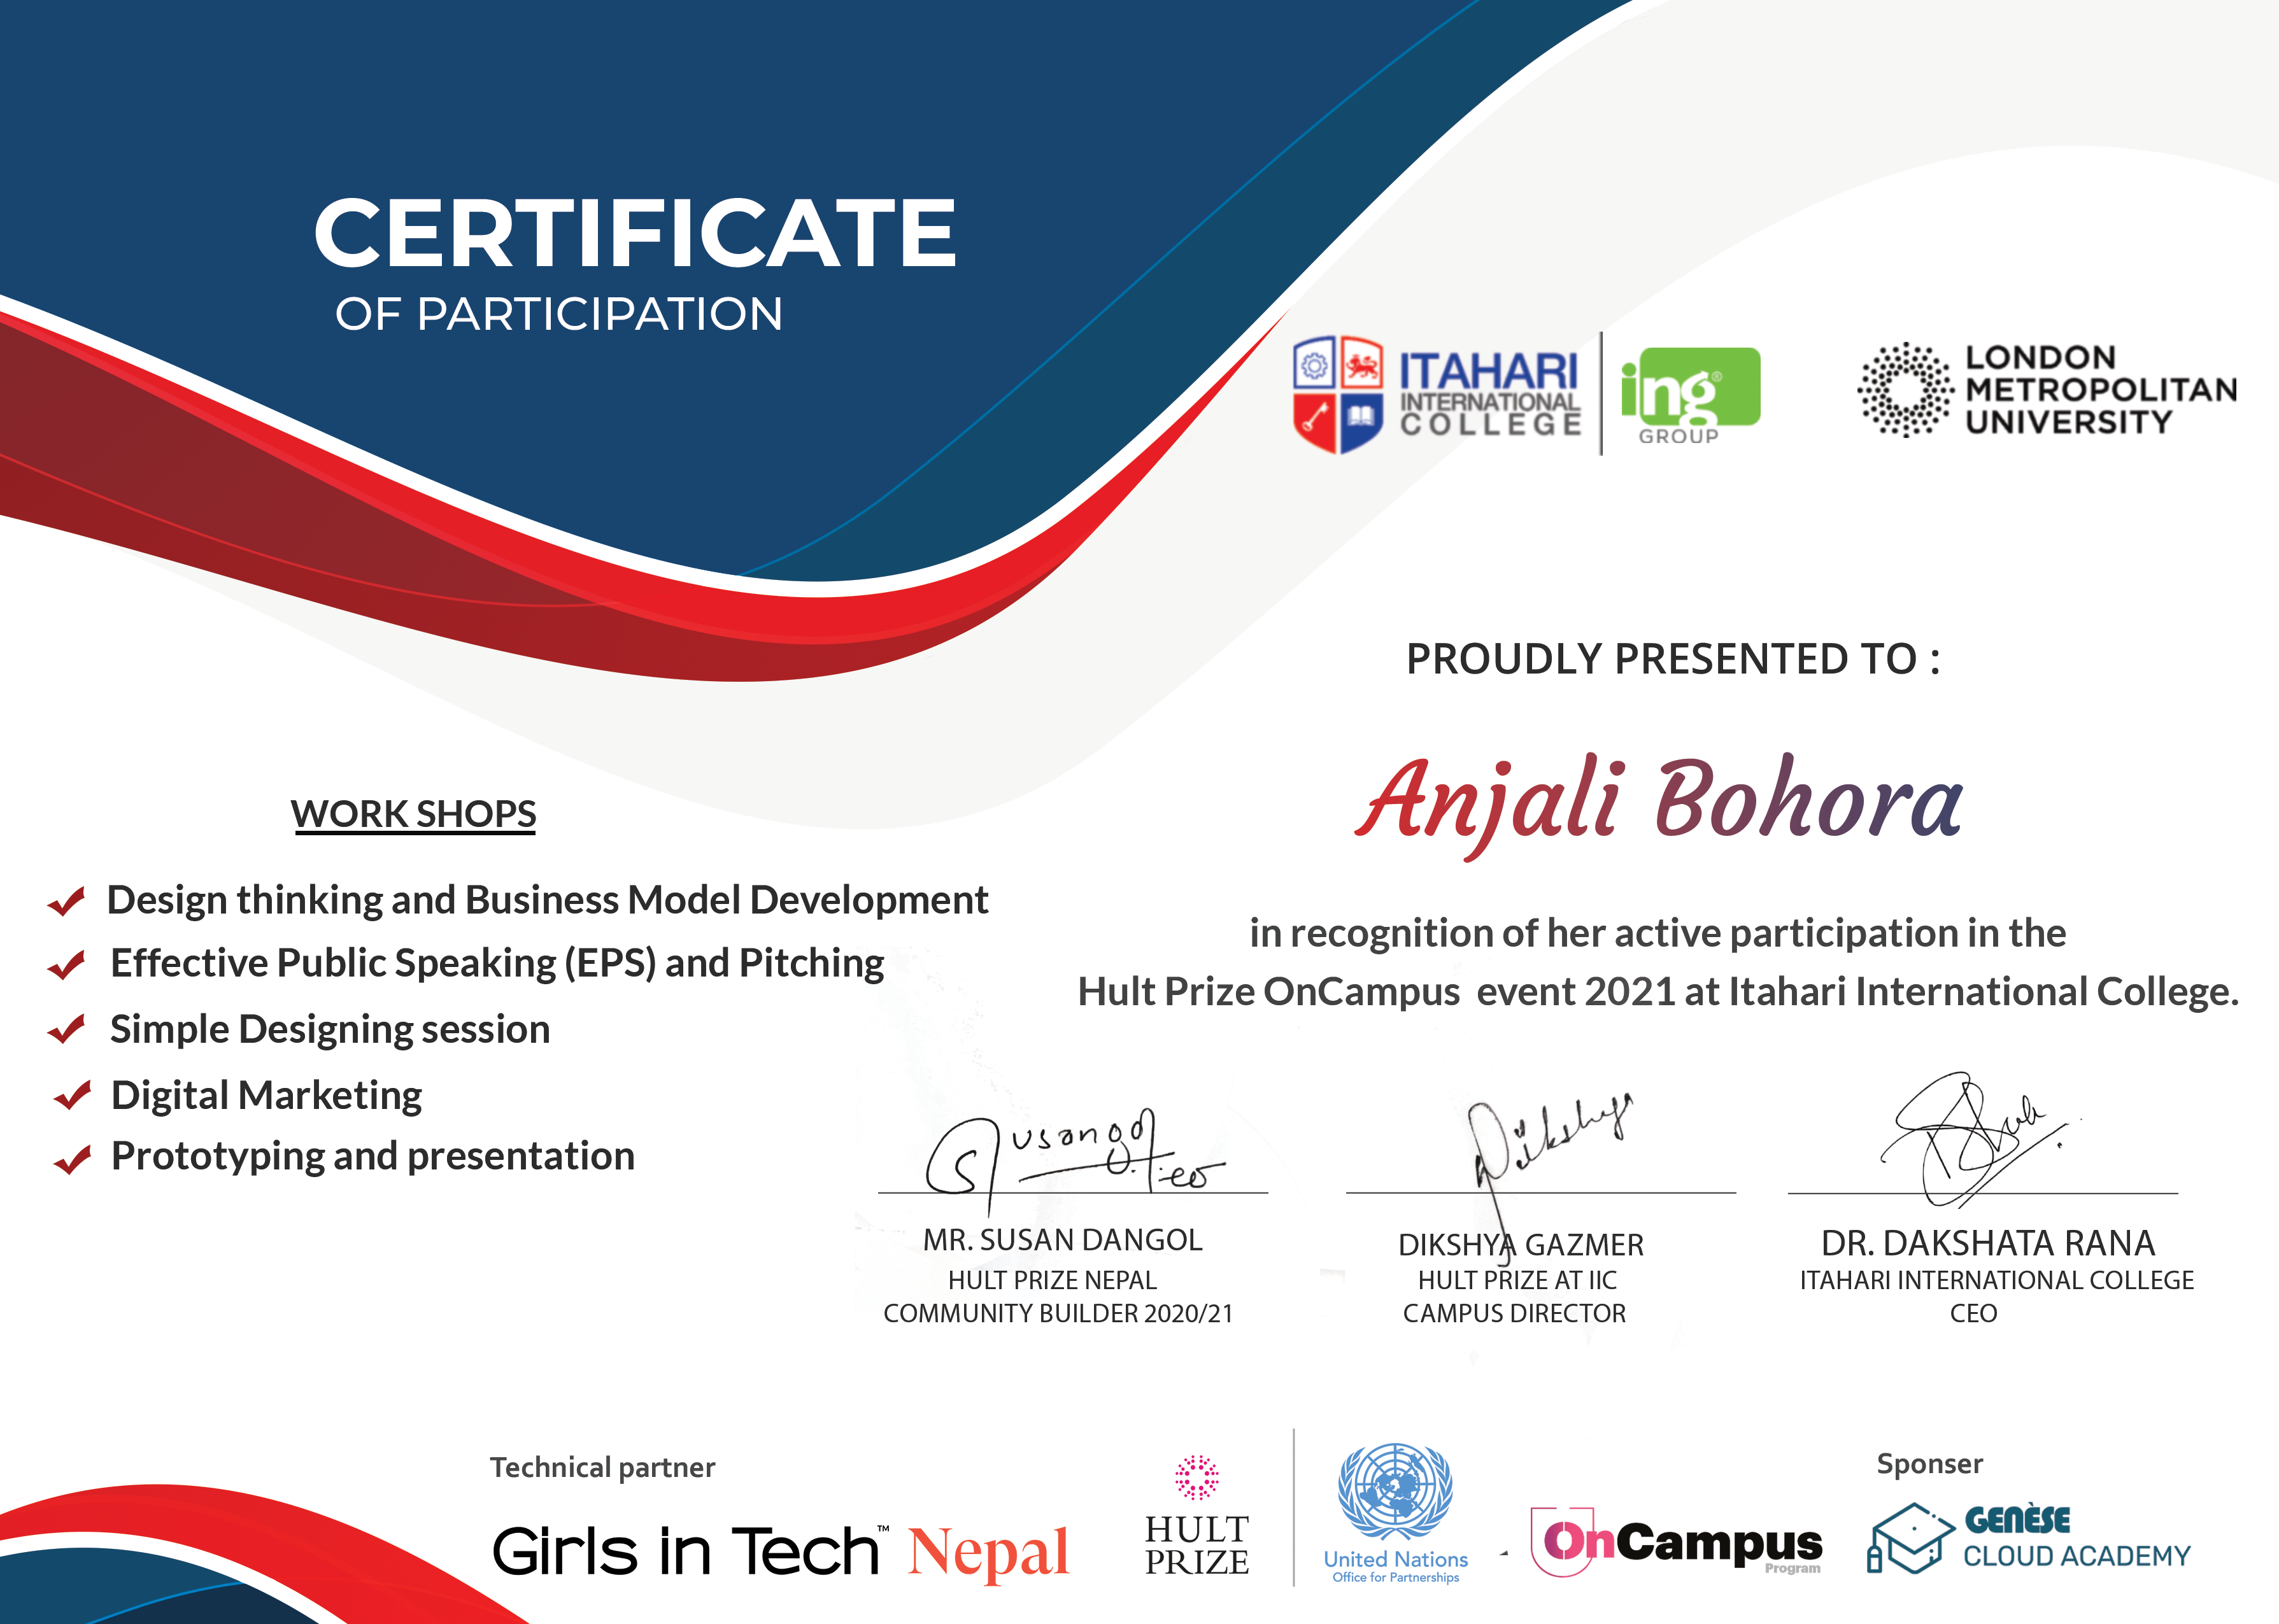 CERTIFICATE
OF PARTICIPATION
ITAHARI
INTERNATIONAL
COLLEGE
ing®
GROUP
LONDON
METROPOLITAN
UNIVERSITY
PROUDLY PRESENTED TO :
Anjali Bohora
in recognition of her active participation in the
Hult Prize OnCampus event 2021 at Itahari International College.
WORK SHOPS
Design thinking and Business Model Development
Effective Public Speaking (EPS) and Pitching
Simple Designing session
Digital Marketing
Prototyping and presentation
Susangol
Dikshya
MR. SUSAN DANGOL
HULT PRIZE NEPAL
COMMUNITY BUILDER 2020/21
DIKSHYA GAZMER
HULT PRIZE AT IIC
CAMPUS DIRECTOR
DR. DAKSHATA RANA
ITAHARI INTERNATIONAL COLLEGE
CEO
Technical partner
Girls in Tech™ Nepal
HULT
PRIZE
United Nations
Office for Partnerships
OnCampus
Program
Sponser
GENÈSE
CLOUD ACADEMY